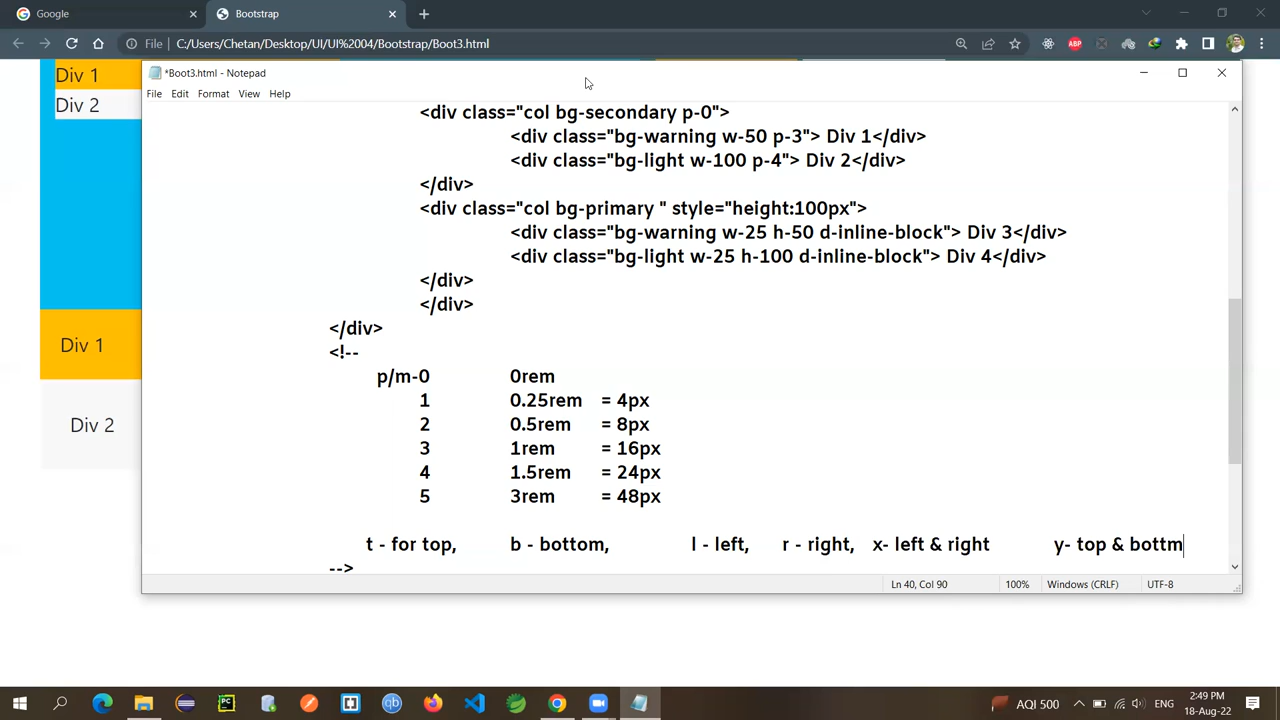 Google
Bootstrap
File
C:/Users/Chetan/Desktop/UI/UI%2004/Bootstrap/Boot3.html
ABP
Div 1
Div 2
Div 1
Div 2
*Boot3.html - Notepad
File Edit Format View Help
<div class="col bg-secondary p-0">
<div class="bg-warning w-50 p-3"> Div 1</div>
<div class="bg-light w-100 p-4"> Div 2</div>
</div>
<div class="col bg-primary " style="height:100px">
<div class="bg-warning w-25 h-50 d-inline-block"> Div 3</div>
<div class="bg-light w-25 h-100 d-inline-block"> Div 4</div>
</div>
</div>
</div>
<!--
p/m-0 0rem
1 0.25rem = 4px
2 0.5rem = 8px
3 1rem = 16px
4 1.5rem = 24px
5 3rem = 48px
t - for top, b - bottom, l - left, r - right, x- left & right y- top & bottm
-->
Ln 40, Col 90 100% Windows (CRLF) UTF-8
PC
qb
AQI 500
ENG
2:49 PM
18-Aug-22